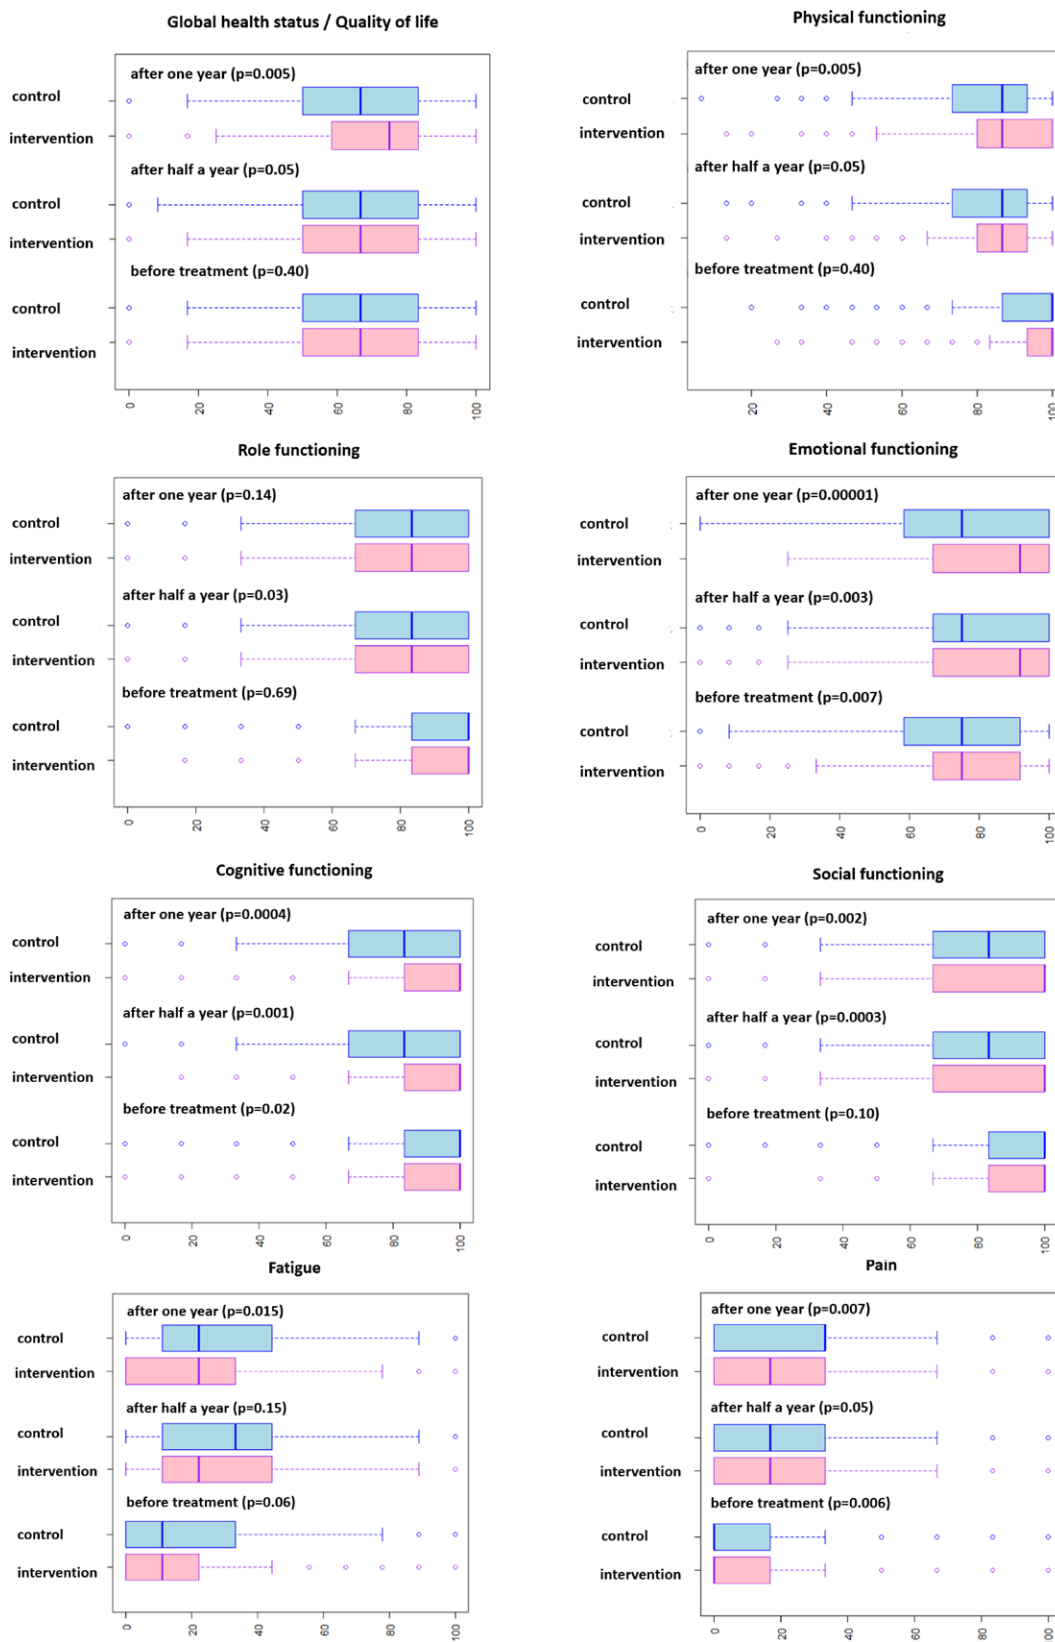 Global health status / Quality of life
after one year (p=0.005)
control
intervention
after half a year (p=0.05)
control
intervention
before treatment (p=0.40)
control
intervention
0 20 40 60 80 100
Physical functioning
after one year (p=0.005)
control
intervention
after half a year (p=0.05)
control
intervention
before treatment (p=0.40)
control
intervention
20 40 60 80 100
Role functioning
after one year (p=0.14)
control
intervention
after half a year (p=0.03)
control
intervention
before treatment (p=0.69)
control
intervention
0 20 40 60 80 100
Emotional functioning
after one year (p=0.00001)
control
intervention
after half a year (p=0.003)
control
intervention
before treatment (p=0.007)
control
intervention
0 20 40 60 80 100
Cognitive functioning
after one year (p=0.0004)
control
intervention
after half a year (p=0.001)
control
intervention
before treatment (p=0.02)
control
intervention
0 20 40 60 80 100
Social functioning
after one year (p=0.002)
control
intervention
after half a year (p=0.0003)
control
intervention
before treatment (p=0.10)
control
intervention
0 20 40 60 80 100
Fatigue
after one year (p=0.015)
control
intervention
after half a year (p=0.15)
control
intervention
before treatment (p=0.06)
control
intervention
0 20 40 60 80 100
Pain
after one year (p=0.007)
control
intervention
after half a year (p=0.05)
control
intervention
before treatment (p=0.006)
control
intervention
0 20 40 60 80 100